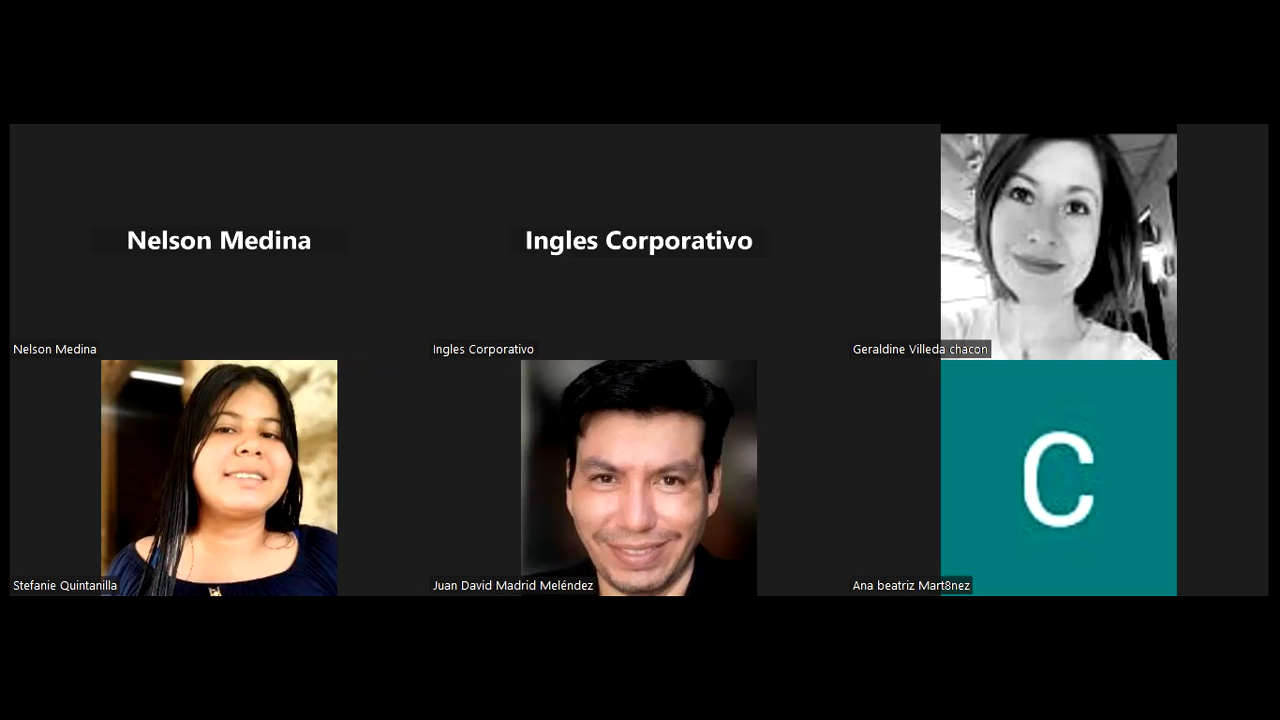 Nelson Medina
Ingles Corporativo
Nelson Medina
Ingles Corporativo
Geraldine Villeda chacon
C
Stefanie Quintanilla
Juan David Madrid Meléndez
Ana beatriz Mart8nez